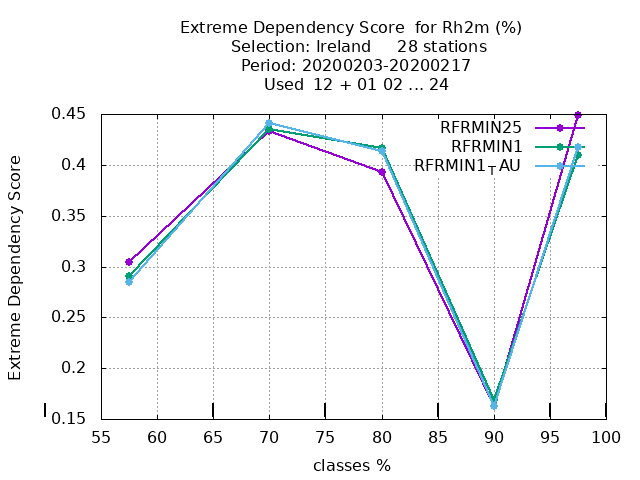 Extreme Dependency Score  for Rh2m (%)
Selection: Ireland     28 stations
Period: 20200203-20200217
Used  12 + 01 02 ... 24
Extreme Dependency Score
0.45
0.4
0.35
0.3
0.25
0.2
0.15
RFRMIN25
RFRMIN1
RFRMIN1TAU
55 60 65 70 75 80 85 90 95 100
classes %